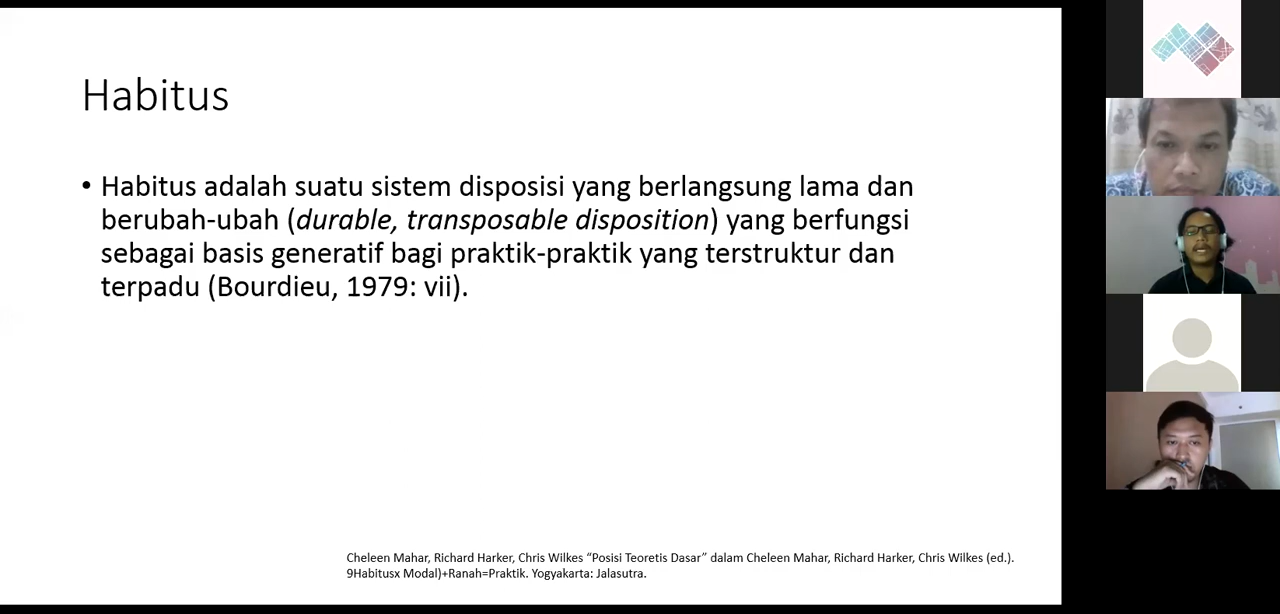 Habitus
• Habitus adalah suatu sistem disposisi yang berlangsung lama dan
berubah-ubah (durable, transposable disposition) yang berfungsi
sebagai basis generatif bagi praktik-praktik yang terstruktur dan
terpadu (Bourdieu, 1979: vii).
Cheleen Mahar, Richard Harker, Chris Wilkes “Posisi Teoretis Dasar” dalam Cheleen Mahar, Richard Harker, Chris Wilkes (ed.).
9Habitusx Modal)+Ranah=Praktik. Yogyakarta: Jalasutra.